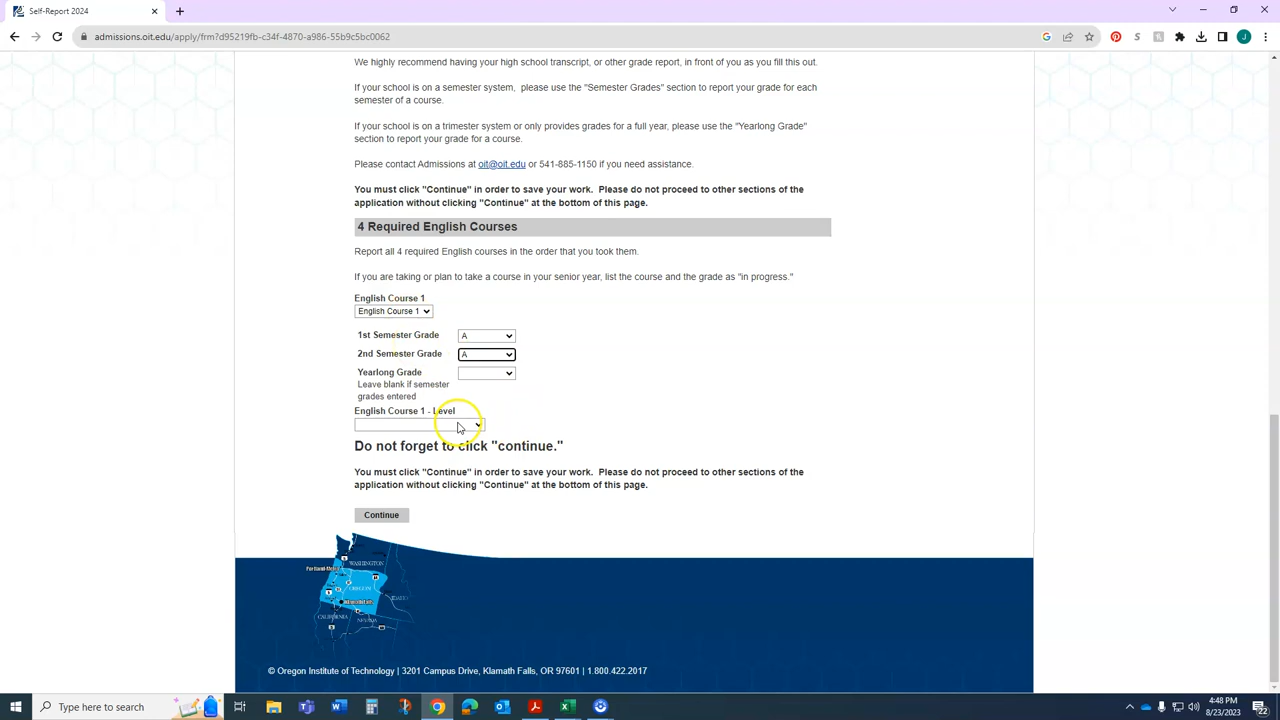 Self-Report 2024
admissions.oit.edu/apply/frm?d95219fb-c34f-4870-a986-55b9c5bc0062
We highly recommend having your high school transcript, or other grade report, in front of you as you fill this out.
If your school is on a semester system, please use the "Semester Grades" section to report your grade for each
semester of a course.
If your school is on a trimester system or only provides grades for a full year, please use the "Yearlong Grade"
section to report your grade for a course.
Please contact Admissions at oit@oit.edu or 541-885-1150 if you need assistance.
You must click "Continue" in order to save your work. Please do not proceed to other sections of the
application without clicking "Continue" at the bottom of this page.
4 Required English Courses
Report all 4 required English courses in the order that you took them.
If you are taking or plan to take a course in your senior year, list the course and the grade as "in progress."
English Course 1
English Course 1
1st Semester Grade A
2nd Semester Grade A
Yearlong Grade
Leave blank if semester
grades entered
English Course 1 - Level
Do not forget to click "continue."
You must click "Continue" in order to save your work. Please do not proceed to other sections of the
application without clicking "Continue" at the bottom of this page.
Continue
WASHINGTON
Portland-Metro
OREGON
IDAHO
CALIFORNIA
NEVADA
© Oregon Institute of Technology | 3201 Campus Drive, Klamath Falls, OR 97601 | 1.800.422.2017
Type here to search
4:48 PM
8/23/2023
22